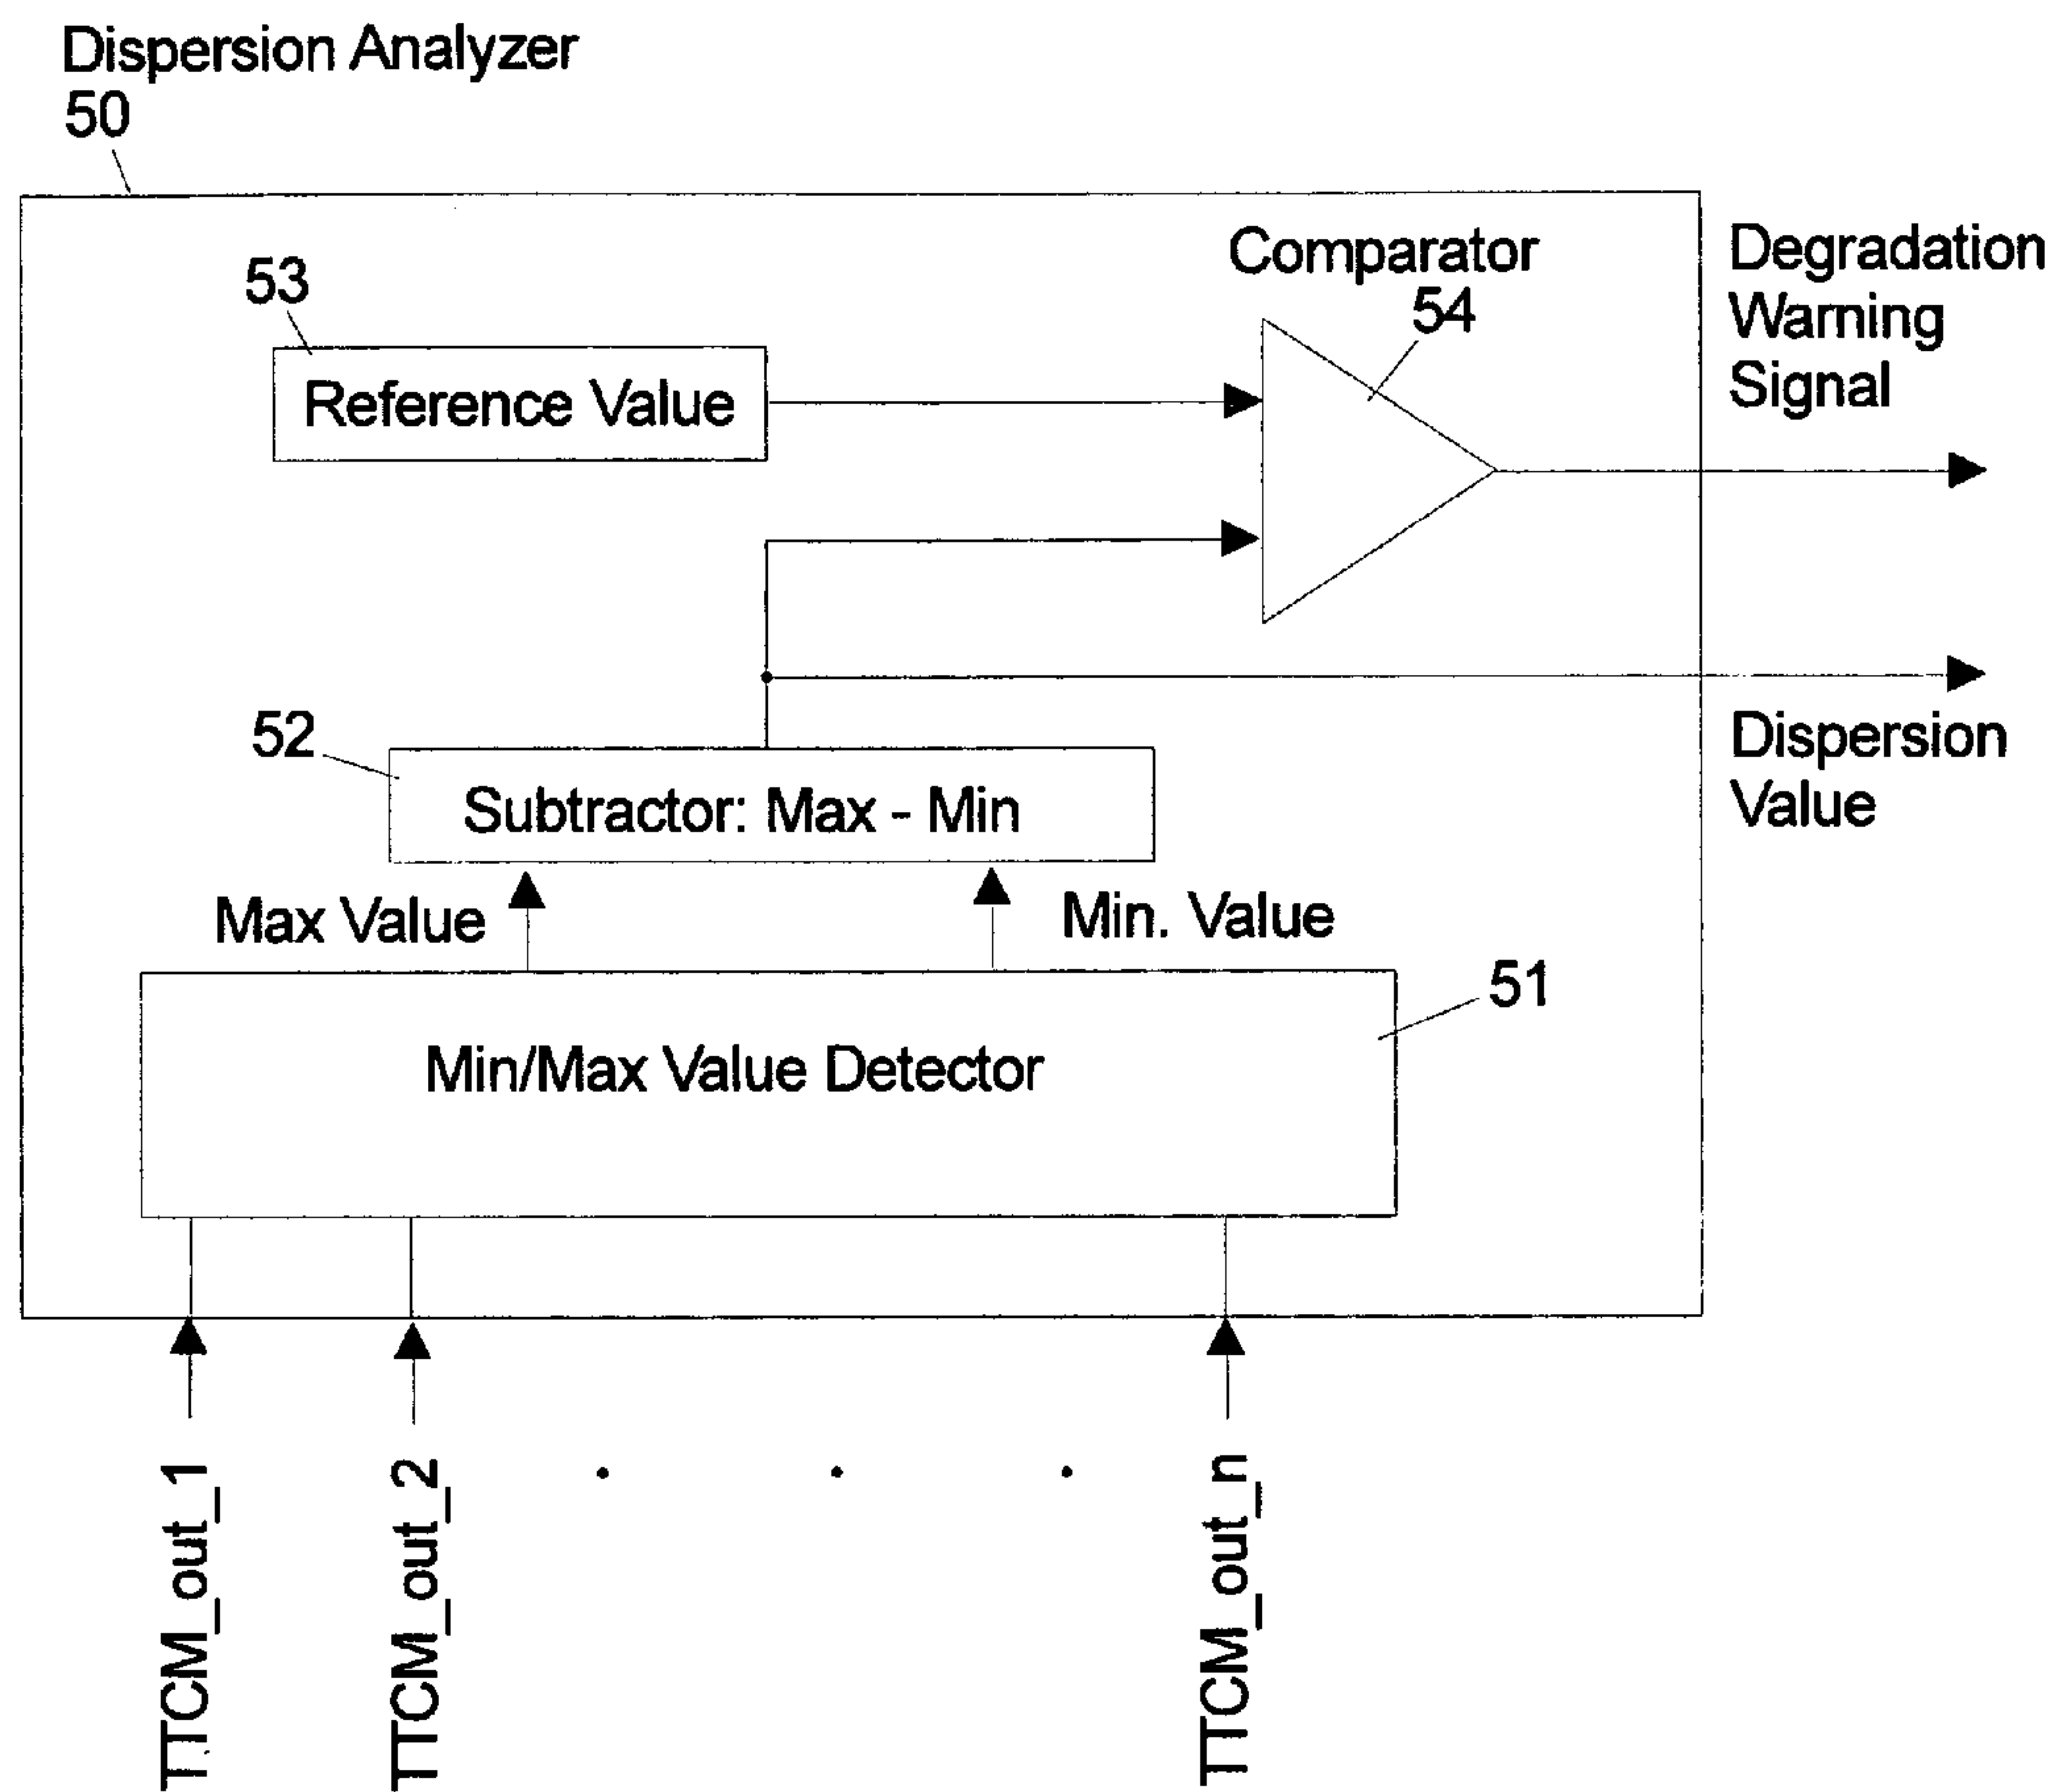 Dispersion Analyzer
50
53
Reference Value
Comparator
54
Degradation
Warning
Signal
52
Subtractor: Max - Min
Dispersion
Value
Max Value
Min. Value
51
Min/Max Value Detector
TTCM_out_1
TTCM_out_2
. . .
TTCM_out_n